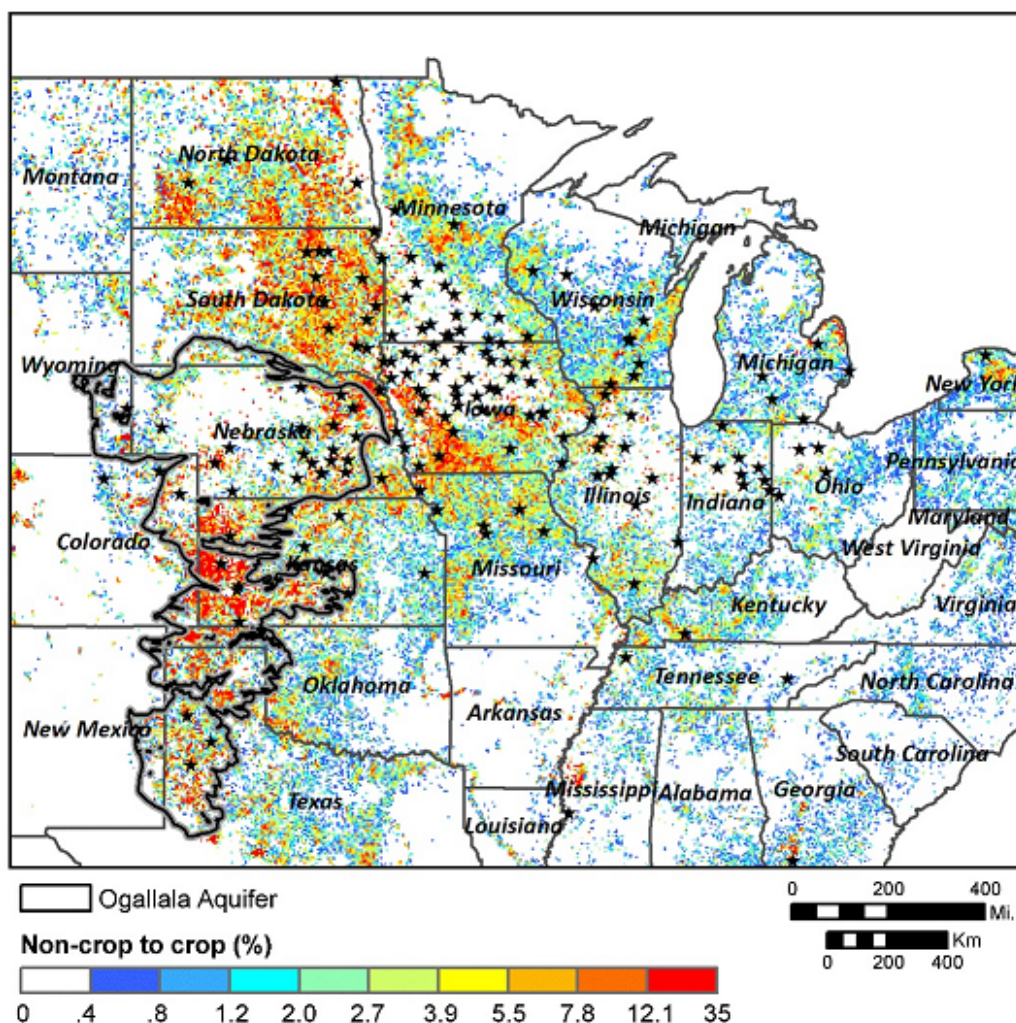 North Dakota
Montana
Minnesota
Michigan
South Dakota
Wisconsin
Wyoming
Michigan
New York
Iowa
Nebraska
Pennsylvania
Illinois
Indiana
Ohio
Maryland
Colorado
West Virginia
Kansas
Missouri
Kentucky
Virginia
Oklahoma
Tennessee
North Carolina
New Mexico
Arkansas
South Carolina
Texas
Mississippi
Alabama
Georgia
Louisiana
Ogallala Aquifer
0 200 400
Mi.
Km
0 200 400
Non-crop to crop (%)
0 .4 .8 1.2 2.0 2.7 3.9 5.5 7.8 12.1 35